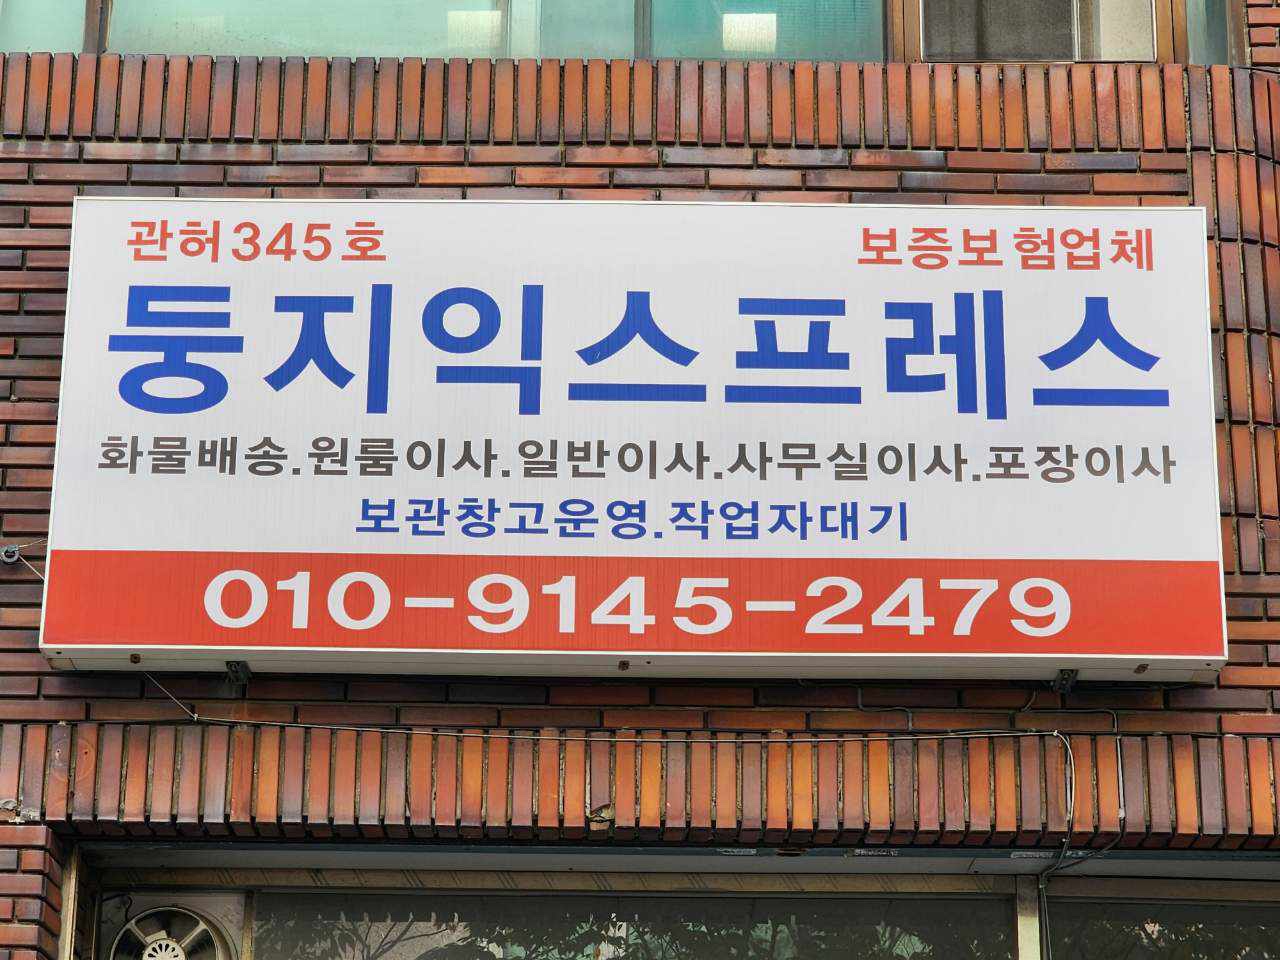 관허345호 보증보험업체
둥지익스프레스
화물배송.원룸이사.일반이사.사무실이사.포장이사
보관창고운영.작업자대기
010-9145-2479